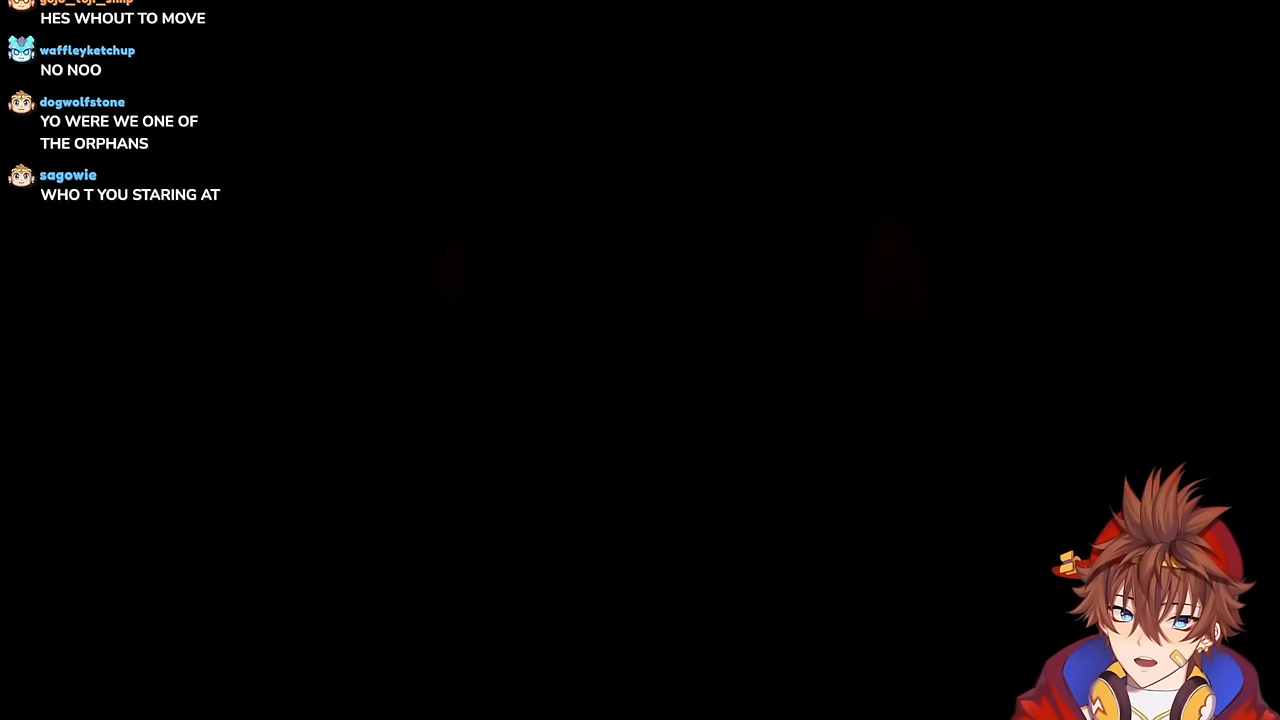 HES WHOUT TO MOVE
waffleyketchup
NO NOO
dogwolfstone
YO WERE WE ONE OF
THE ORPHANS
sagowie
WHO T YOU STARING AT